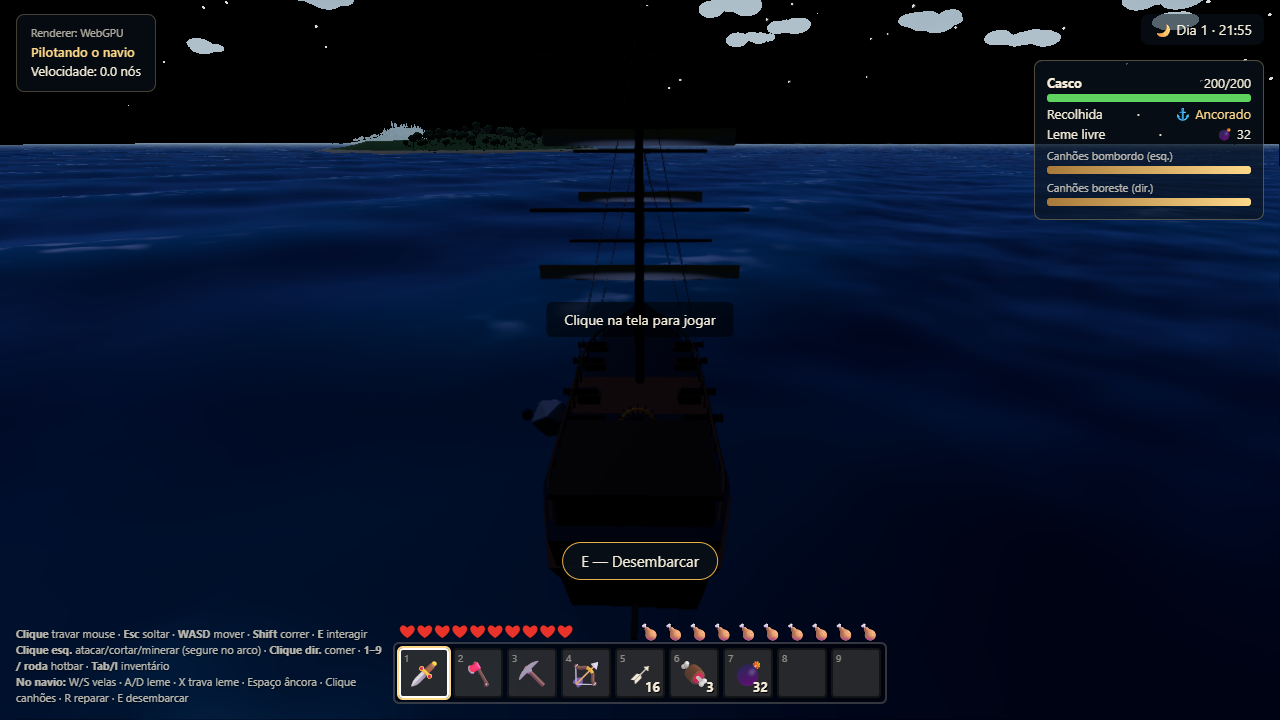 Renderer: WebGPU
Pilotando o navio
Velocidade: 0.0 nós
Dia 1 · 21:55
Casco 200/200
Recolhida · Ancorado
Leme livre · 32
Canhões bombordo (esq.)
Canhões boreste (dir.)
Clique na tela para jogar
E — Desembarcar
Clique travar mouse · Esc soltar · WASD mover · Shift correr · E interagir
Clique esq. atacar/cortar/minerar (segure no arco) · Clique dir. comer · 1–9
/ roda hotbar · Tab/I inventário
No navio: W/S velas · A/D leme · X trava leme · Espaço âncora · Clique
canhões · R reparar · E desembarcar
1 2 3 4 5 6 7 8 9
16 3 32